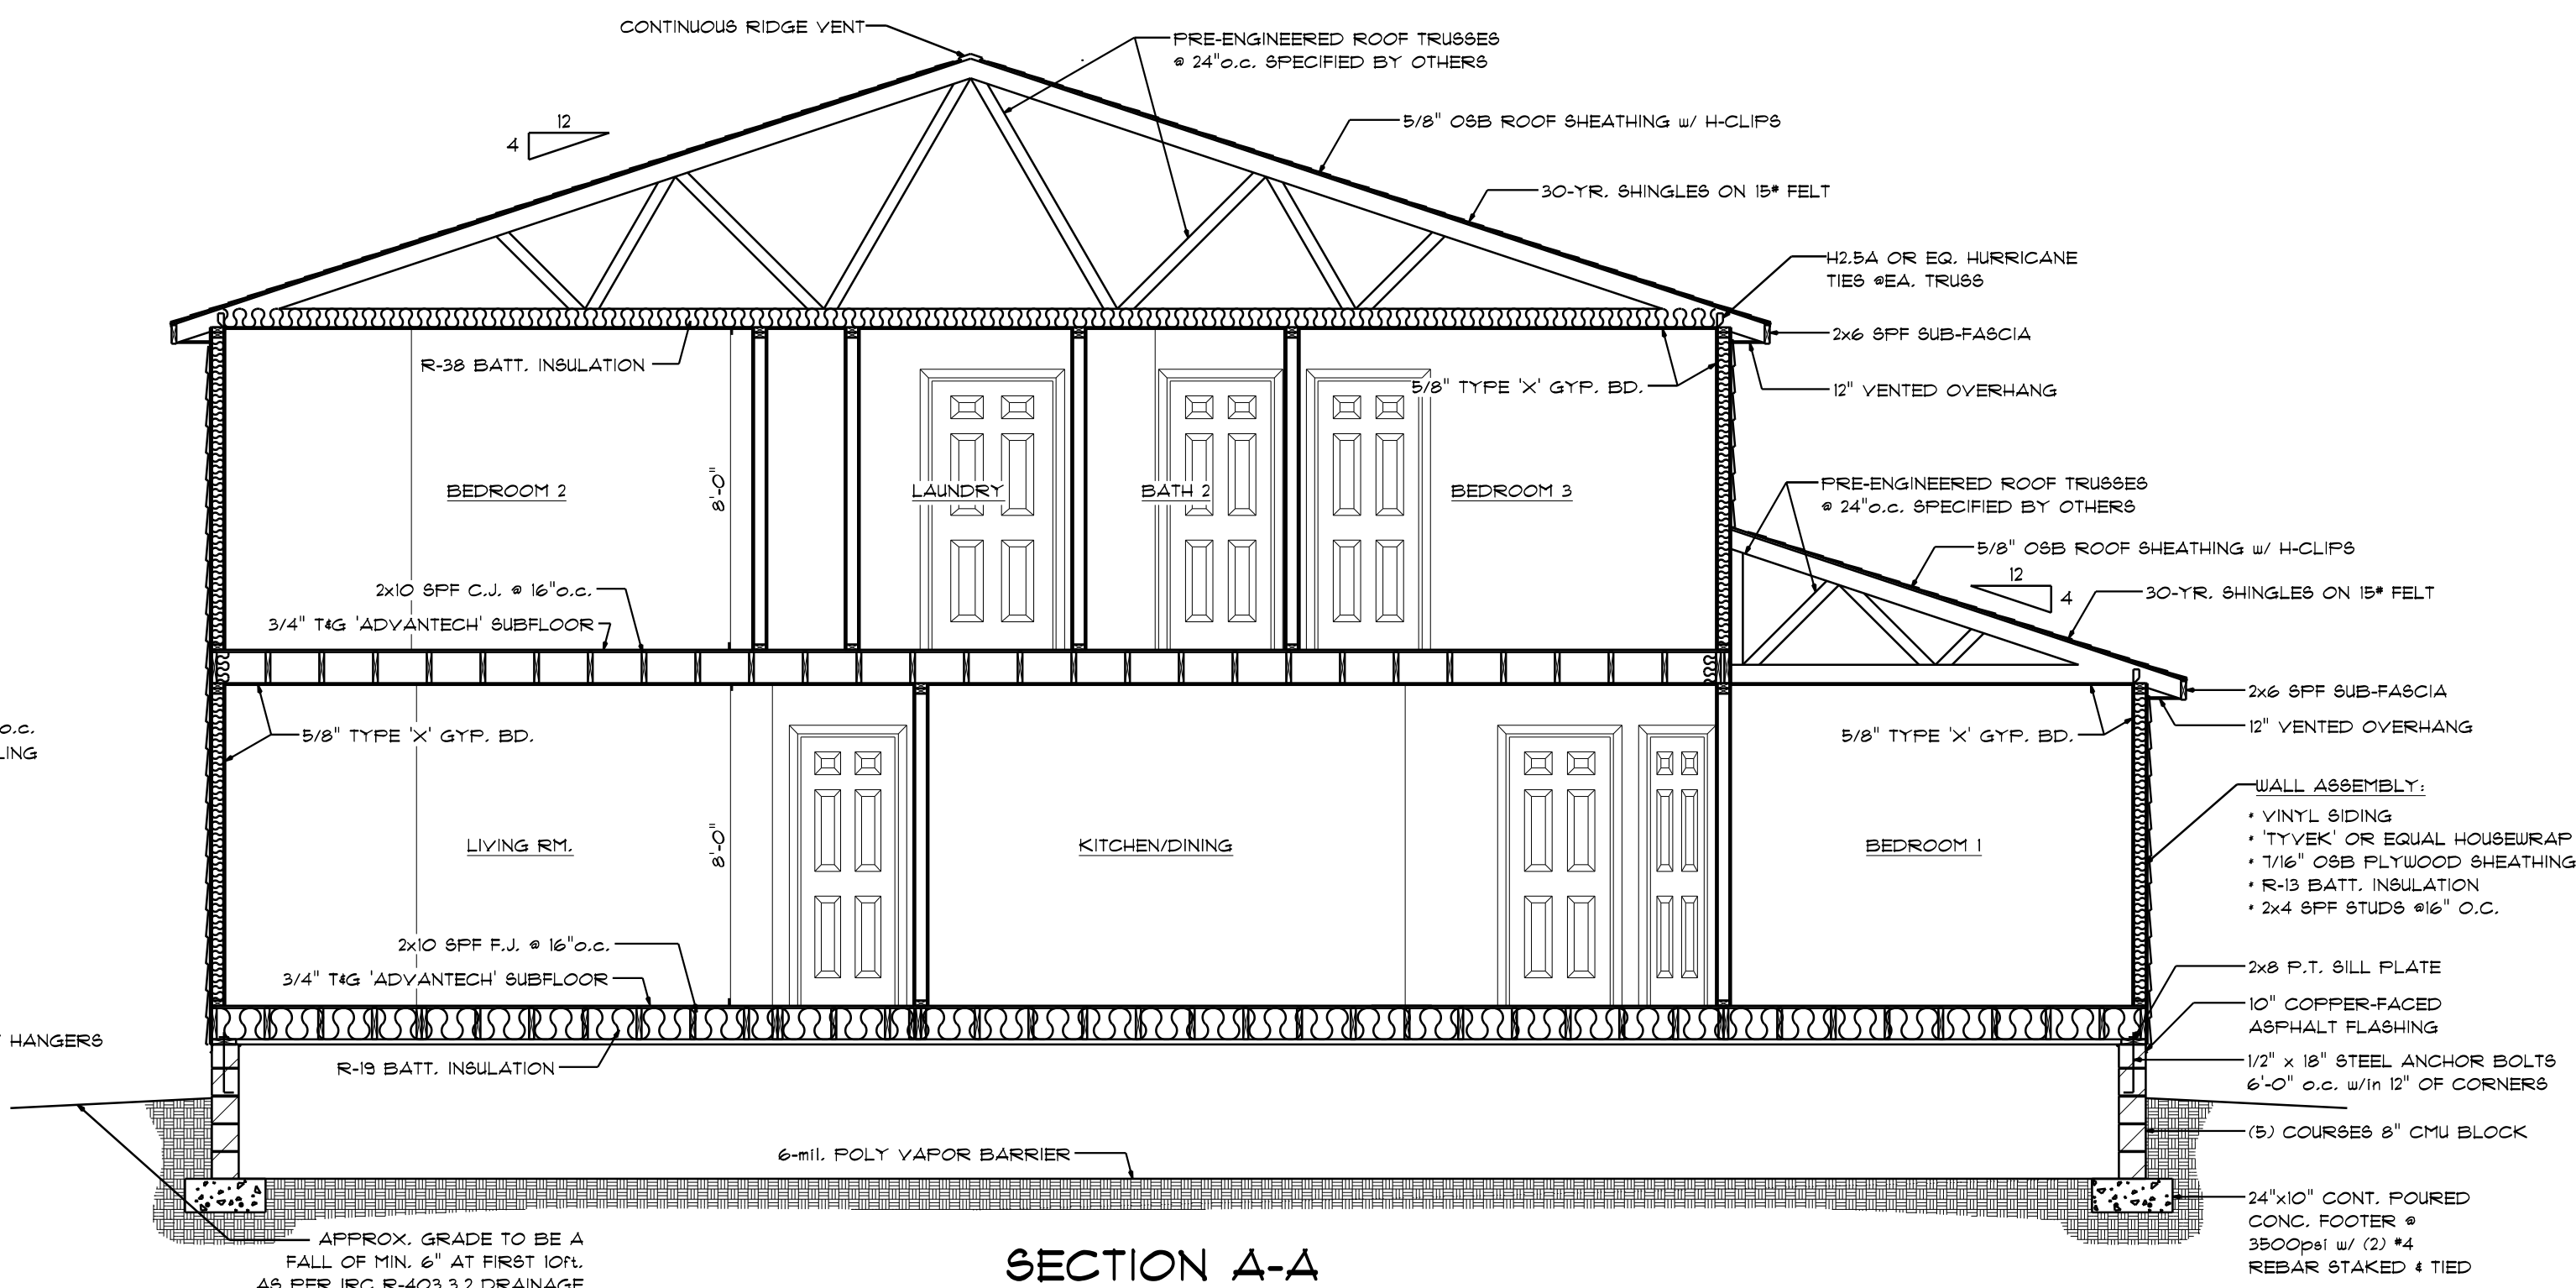 CONTINUOUS RIDGE VENT
PRE-ENGINEERED ROOF TRUSSES
@ 24"o.c. SPECIFIED BY OTHERS
12
4
5/8" OSB ROOF SHEATHING w/ H-CLIPS
30-YR. SHINGLES ON 15# FELT
H2.5A OR EQ. HURRICANE
TIES @EA. TRUSS
2x6 SPF SUB-FASCIA
R-38 BATT. INSULATION
5/8" TYPE 'X' GYP. BD.
12" VENTED OVERHANG
BEDROOM 2
8'-0"
LAUNDRY
BATH 2
BEDROOM 3
PRE-ENGINEERED ROOF TRUSSES
@ 24"o.c. SPECIFIED BY OTHERS
5/8" OSB ROOF SHEATHING w/ H-CLIPS
12
4
30-YR. SHINGLES ON 15# FELT
2x10 SPF C.J. @ 16"o.c.
3/4" T&G 'ADVANTECH' SUBFLOOR
2x6 SPF SUB-FASCIA
12" VENTED OVERHANG
o.c.
LING
5/8" TYPE 'X' GYP. BD.
5/8" TYPE 'X' GYP. BD.
WALL ASSEMBLY:
* VINYL SIDING
* 'TYVEK' OR EQUAL HOUSEWRAP
* 7/16" OSB PLYWOOD SHEATHING
* R-13 BATT. INSULATION
* 2x4 SPF STUDS @16" O.C.
LIVING RM.
8'-0"
KITCHEN/DINING
BEDROOM 1
2x10 SPF F.J. @ 16"o.c.
3/4" T&G 'ADVANTECH' SUBFLOOR
2x8 P.T. SILL PLATE
10" COPPER-FACED
ASPHALT FLASHING
HANGERS
R-19 BATT. INSULATION
1/2" x 18" STEEL ANCHOR BOLTS
6'-0" o.c. w/in 12" OF CORNERS
(5) COURSES 8" CMU BLOCK
6-mil. POLY VAPOR BARRIER
24"x10" CONT. POURED
CONC. FOOTER @
3500psi w/ (2) #4
REBAR STAKED & TIED
APPROX. GRADE TO BE A
FALL OF MIN. 6" AT FIRST 10ft.
AS PER IRC R-403.3.2 DRAINAGE
SECTION A-A